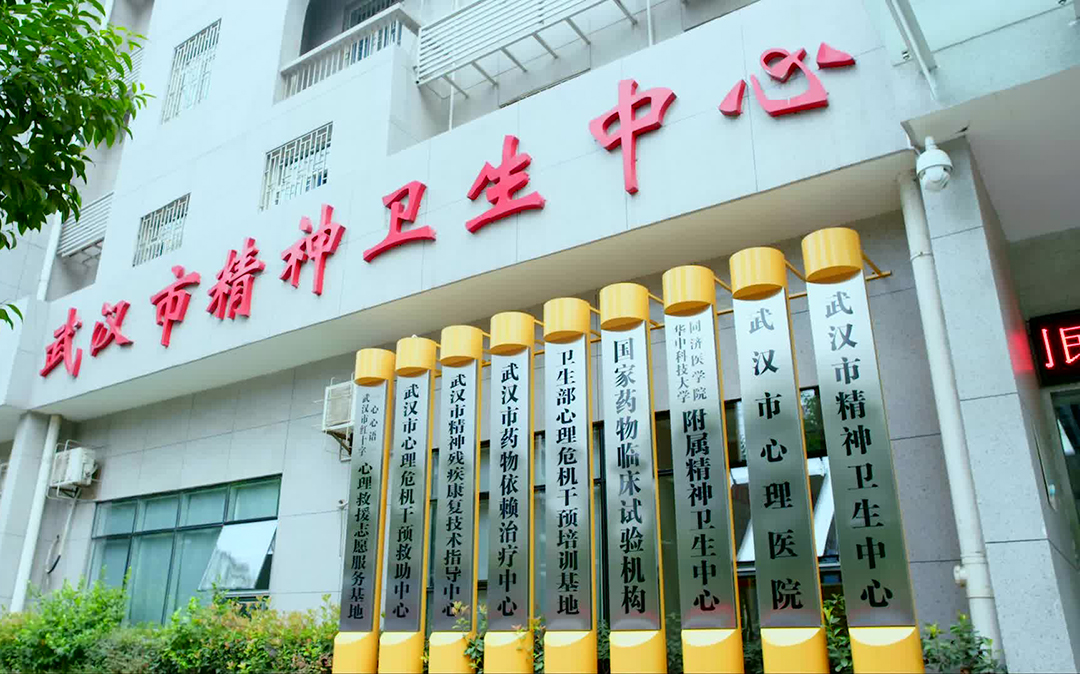 武汉市精神卫生中心
武汉市红十字
心心语
心理救援志愿服务基地
武汉市心理危机干预救助中心
武汉市精神残疾康复技术指导中心
武汉市药物依赖治疗中心
卫生部心理危机干预培训基地
国家药物临床试验机构
华中科技大学
同济医学院
附属精神卫生中心
武汉市心理医院
武汉市精神卫生中心